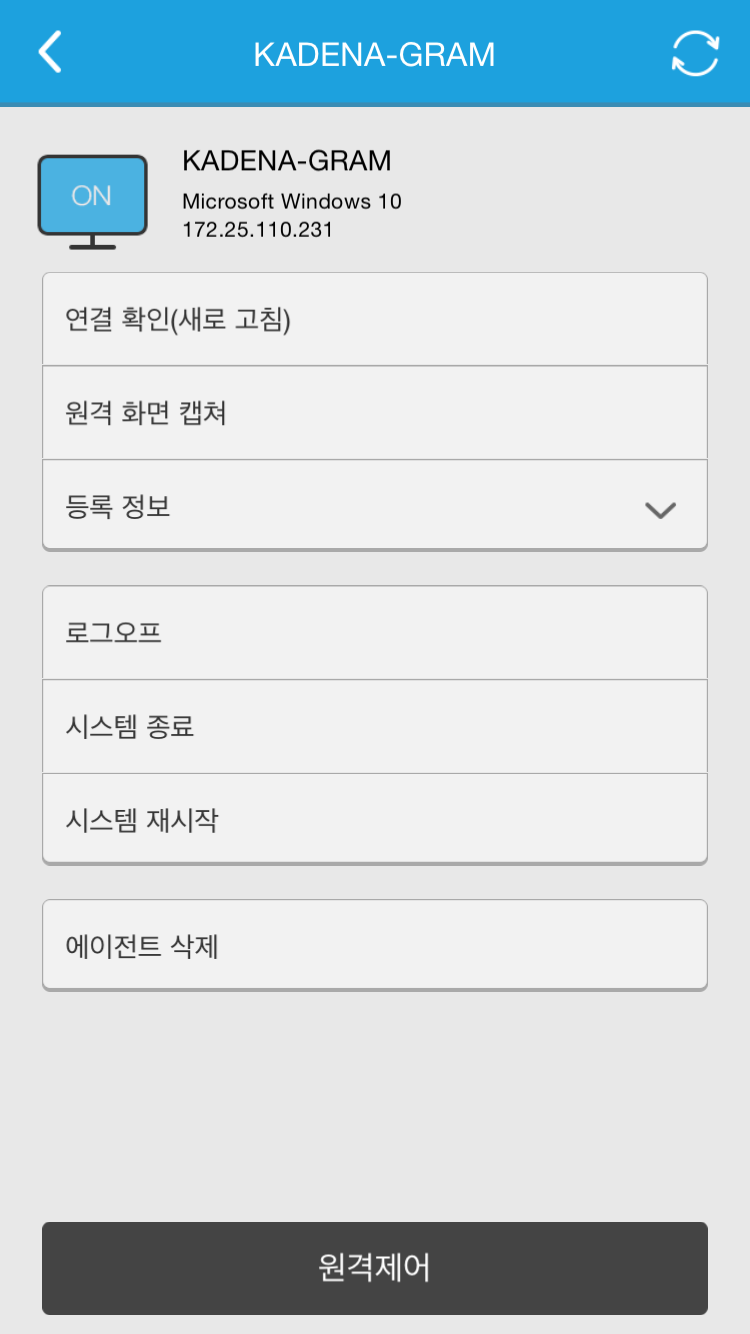 KADENA-GRAM
ON
KADENA-GRAM
Microsoft Windows 10
172.25.110.231
연결 확인(새로 고침)
원격 화면 캡쳐
등록 정보
로그오프
시스템 종료
시스템 재시작
에이전트 삭제
원격제어